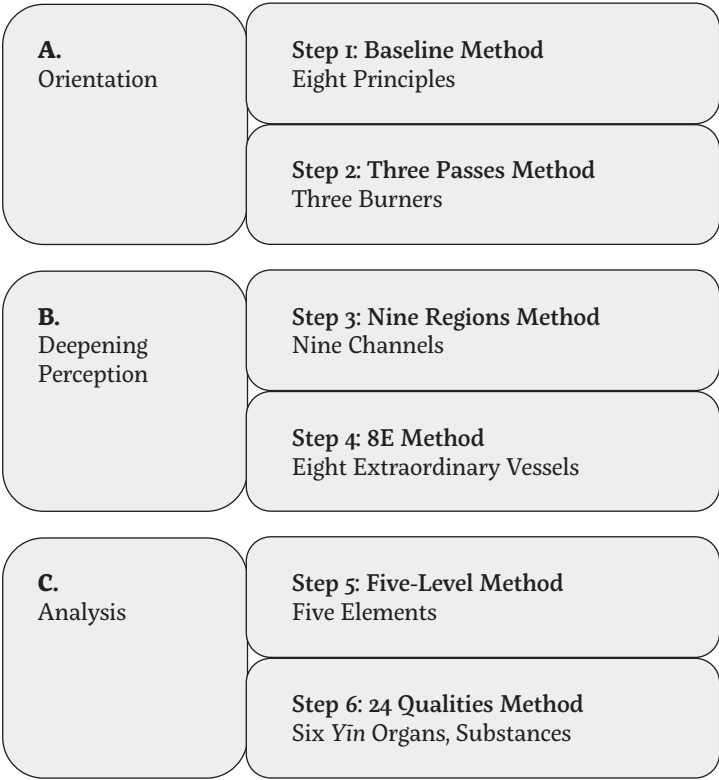 A.
Orientation
Step 1: Baseline Method
Eight Principles
Step 2: Three Passes Method
Three Burners
B.
Deepening
Perception
Step 3: Nine Regions Method
Nine Channels
Step 4: 8E Method
Eight Extraordinary Vessels
C.
Analysis
Step 5: Five-Level Method
Five Elements
Step 6: 24 Qualities Method
Six Yīn Organs, Substances